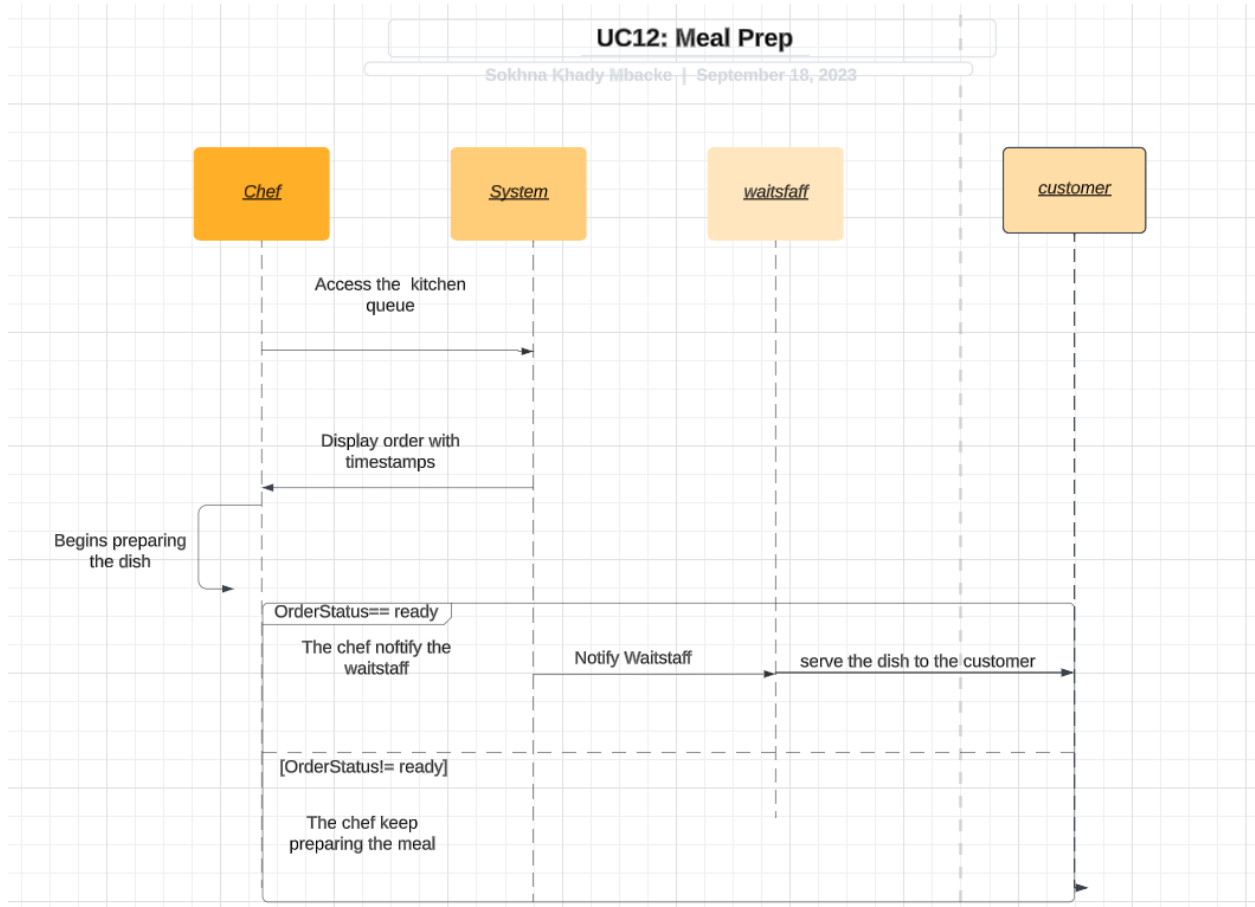 UC12: Meal Prep
Sokhna Khady Mbacke | September 18, 2023
Chef
System
waitsfaff
customer
Access the kitchen
queue
Display order with
timestamps
Begins preparing
the dish
OrderStatus== ready
The chef noftify the
waitstaff
Notify Waitstaff
serve the dish to the customer
[OrderStatus!= ready]
The chef keep
preparing the meal